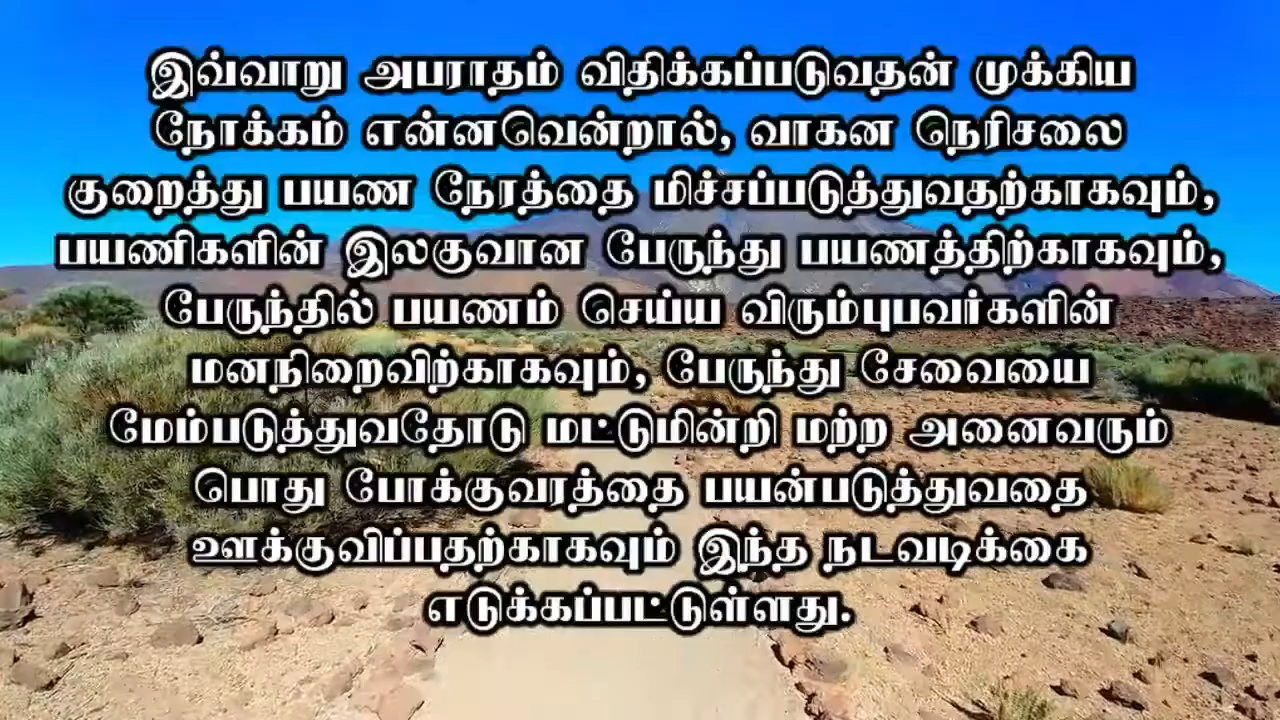 இவ்வாறு அபராதம் விதிக்கப்படுவதன் முக்கிய
நோக்கம் என்னவென்றால், வாகன நெரிசலை
குறைத்து பயண நேரத்தை மிச்சப்படுத்துவதற்காகவும்,
பயணிகளின் இலகுவான பேருந்து பயணத்திற்காகவும்,
பேருந்தில் பயணம் செய்ய விரும்புபவர்களின்
மனநிறைவிற்காகவும், பேருந்து சேவையை
மேம்படுத்துவதோடு மட்டுமின்றி மற்ற அனைவரும்
பொது போக்குவரத்தை பயன்படுத்துவதை
ஊக்குவிப்பதற்காகவும் இந்த நடவடிக்கை
எடுக்கப்பட்டுள்ளது.